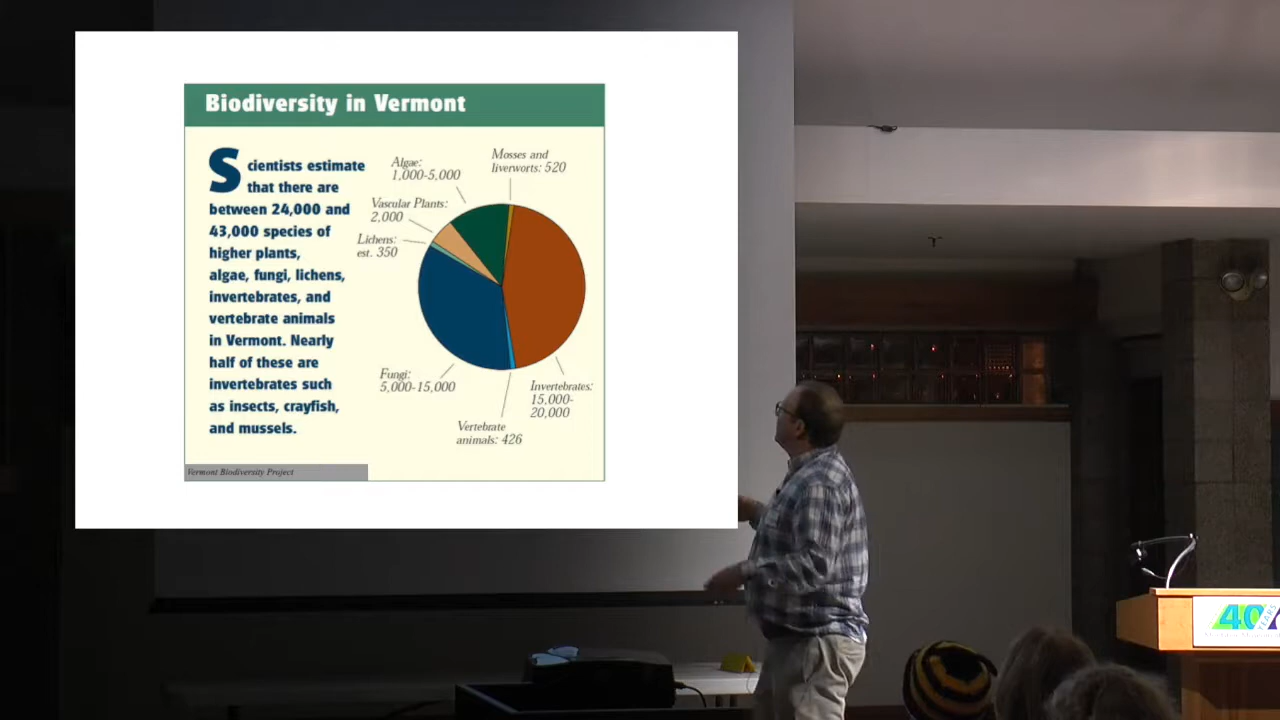 Biodiversity in Vermont
Scientists estimate
that there are
between 24,000 and
43,000 species of
higher plants,
algae, fungi, lichens,
invertebrates, and
vertebrate animals
in Vermont. Nearly
half of these are
invertebrates such
as insects, crayfish,
and mussels.
Algae:
1,000-5,000
Mosses and
liverworts: 520
Vascular Plants:
2,000
Lichens:
est. 350
Fungi:
5,000-15,000
Invertebrates:
15,000-
20,000
Vertebrate
animals: 426
Vermont Biodiversity Project
40
YEARS